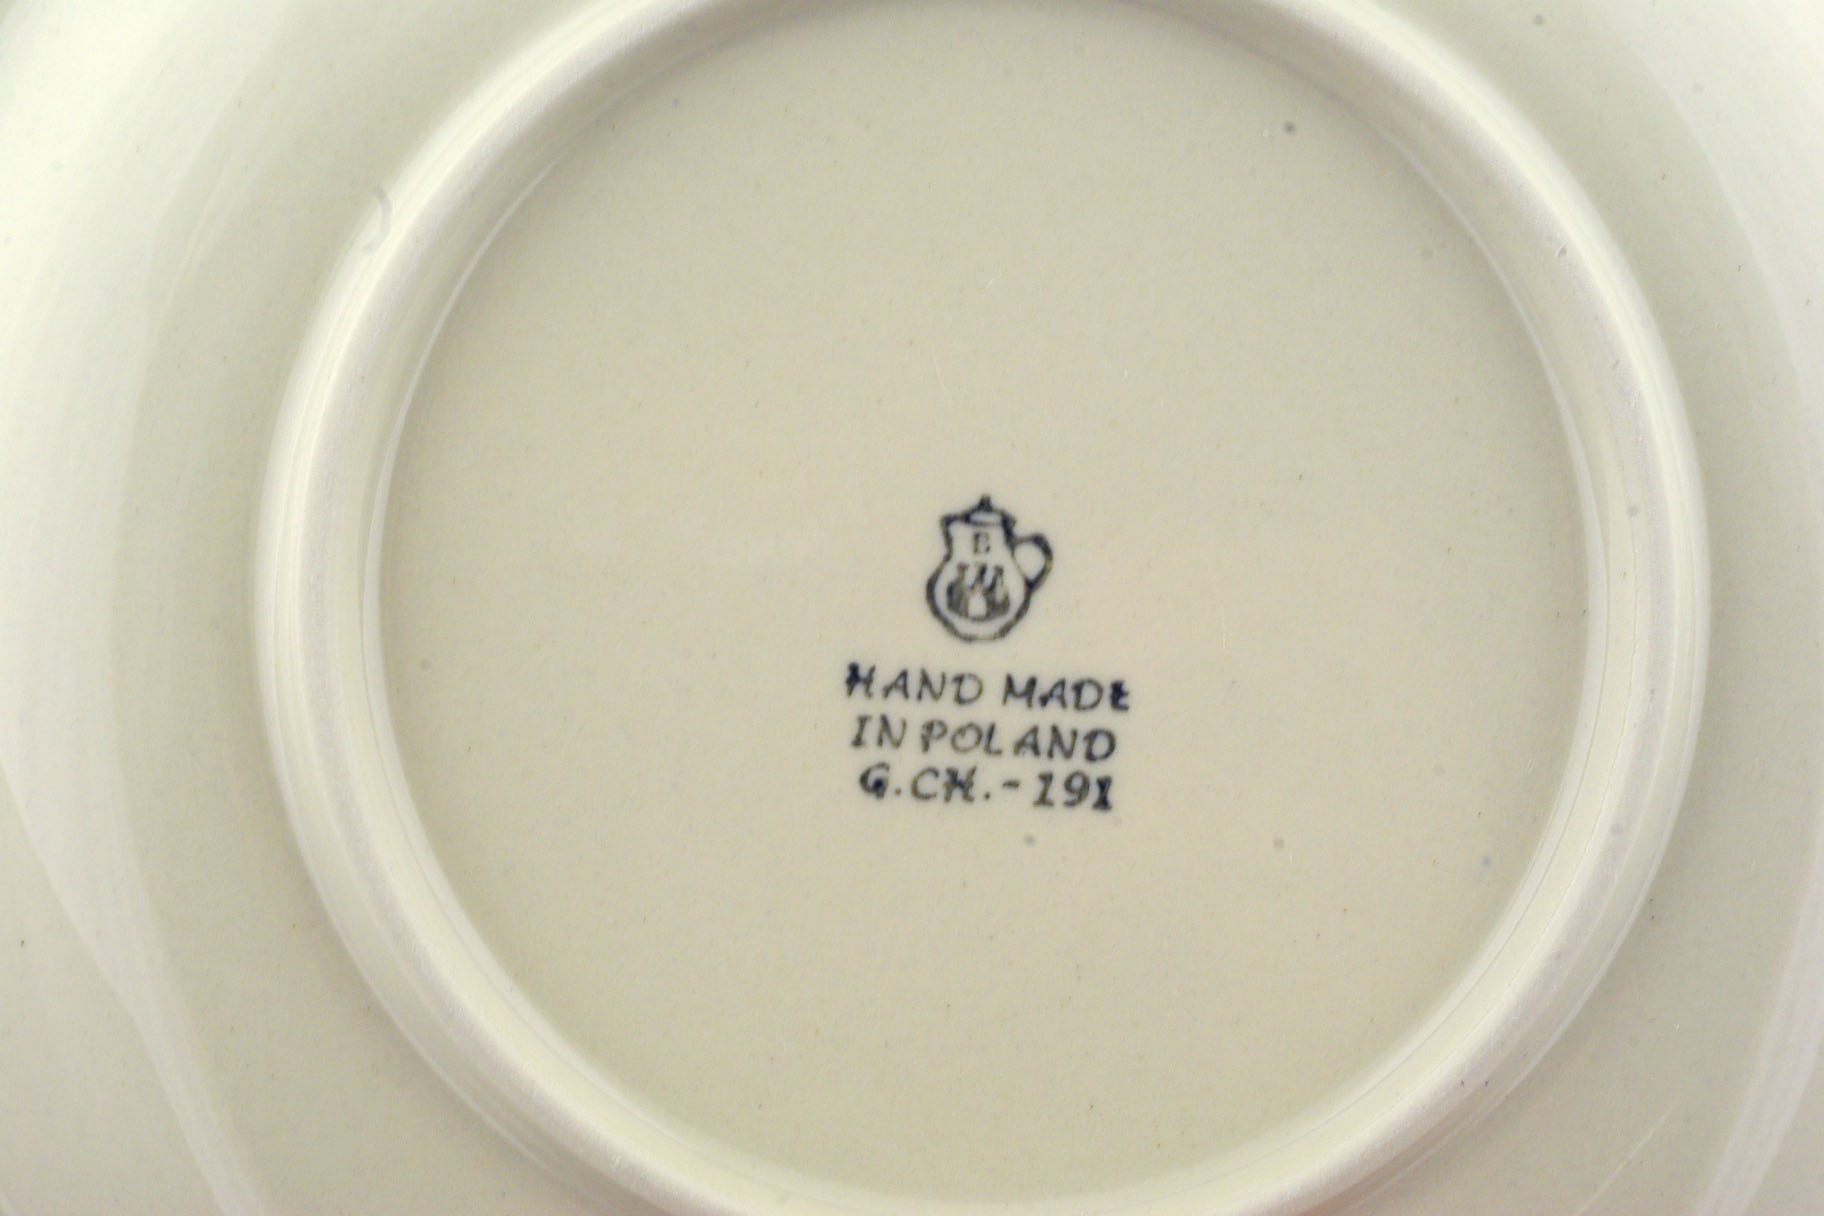 B
HAND MADE
IN POLAND
G.CH.-191